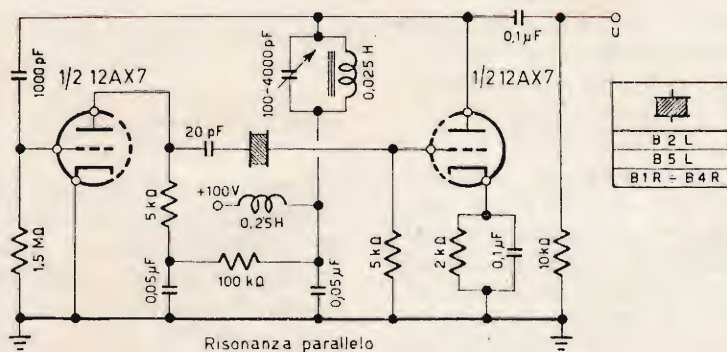 1000 pF
1/2 12AX7
100-4000pF
0,025 H
1/2 12AX7
0,1µF
U
20 pF
+100V
0,25H
5 kΩ
1,5 MΩ
0,05µF
100 kΩ
0,05µF
5 kΩ
2 kΩ
0,1µF
10kΩ
B 2 L
B 5 L
B1R ÷ B4R
Risonanza parallelo